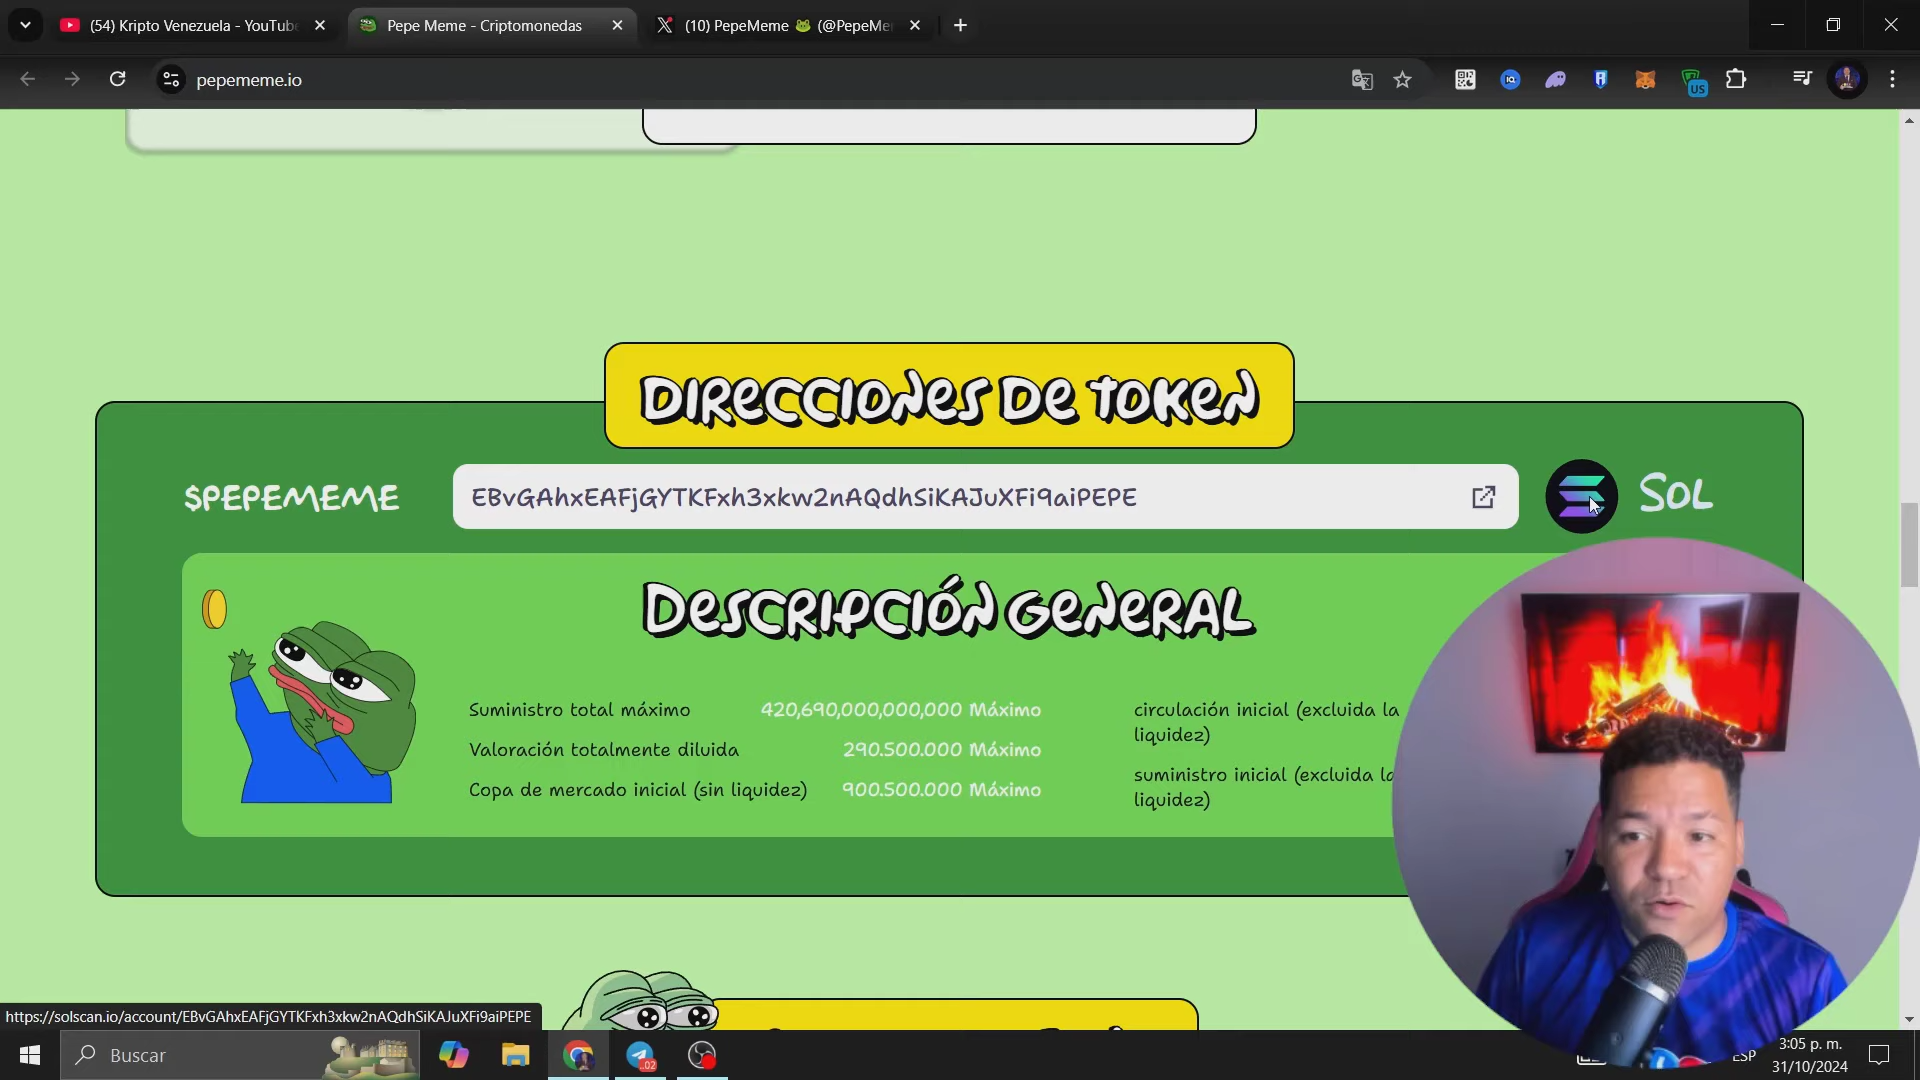 (54) Kripto Venezuela - YouTube
Pepe Meme - Criptomonedas
(10) PepeMeme 🐸 (@PepeMe
pepememe.io
US
DIRECCIONES DE TOKEN
$PEPEMEME
EBvGAhxEAFjGYTKFxh3xkw2nAQdhSiKAJuXFi9aiPEPE
SOL
DESCRIPCIÓN GENERAL
Suministro total máximo
420,690,000,000,000 Máximo
circulación inicial (excluida la
liquidez)
Valoración totalmente diluida
290.500.000 Máximo
Copa de mercado inicial (sin liquidez)
900.500.000 Máximo
suministro inicial (excluida la
liquidez)
https://solscan.io/account/EBvGAhxEAFjGYTKFxh3xkw2nAQdhSiKAJuXFi9aiPEPE
Buscar
ESP
3:05 p. m.
31/10/2024